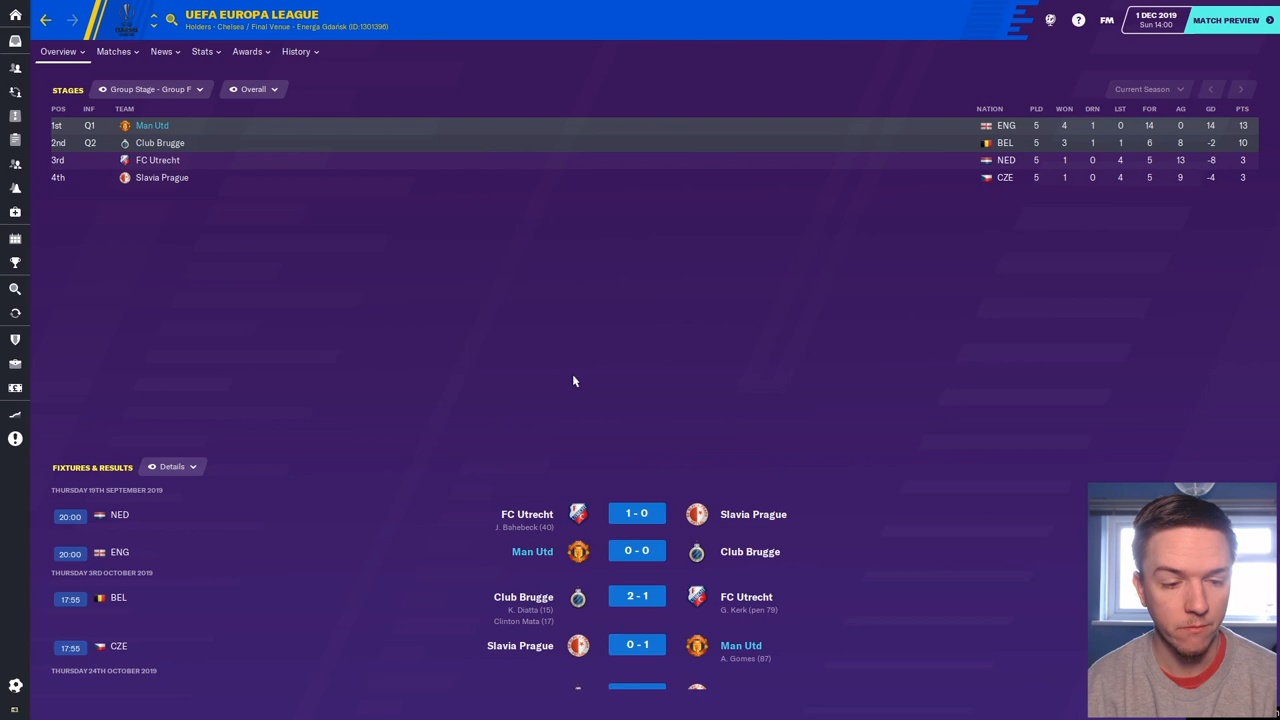 UEFA EUROPA LEAGUE
Holders - Chelsea / Final Venue - Energa Gdańsk (ID:1301396)
FM
1 DEC 2019
Sun 14:00
MATCH PREVIEW
Overview Matches News Stats Awards History
STAGES Group Stage - Group F Overall Current Season
POS INF TEAM NATION PLD WON DRN LST FOR AG GD PTS
1st Q1 Man Utd ENG 5 4 1 0 14 0 14 13
2nd Q2 Club Brugge BEL 5 3 1 1 6 8 -2 10
3rd FC Utrecht NED 5 1 0 4 5 13 -8 3
4th Slavia Prague CZE 5 1 0 4 5 9 -4 3
FIXTURES & RESULTS Details
THURSDAY 19TH SEPTEMBER 2019
20:00 NED FC Utrecht 1 - 0 Slavia Prague
J. Bahebeck (40)
20:00 ENG Man Utd 0 - 0 Club Brugge
THURSDAY 3RD OCTOBER 2019
17:55 BEL Club Brugge 2 - 1 FC Utrecht
K. Diatta (15) G. Kerk (pen 79)
Clinton Mata (17)
17:55 CZE Slavia Prague 0 - 1 Man Utd
A. Gomes (87)
THURSDAY 24TH OCTOBER 2019